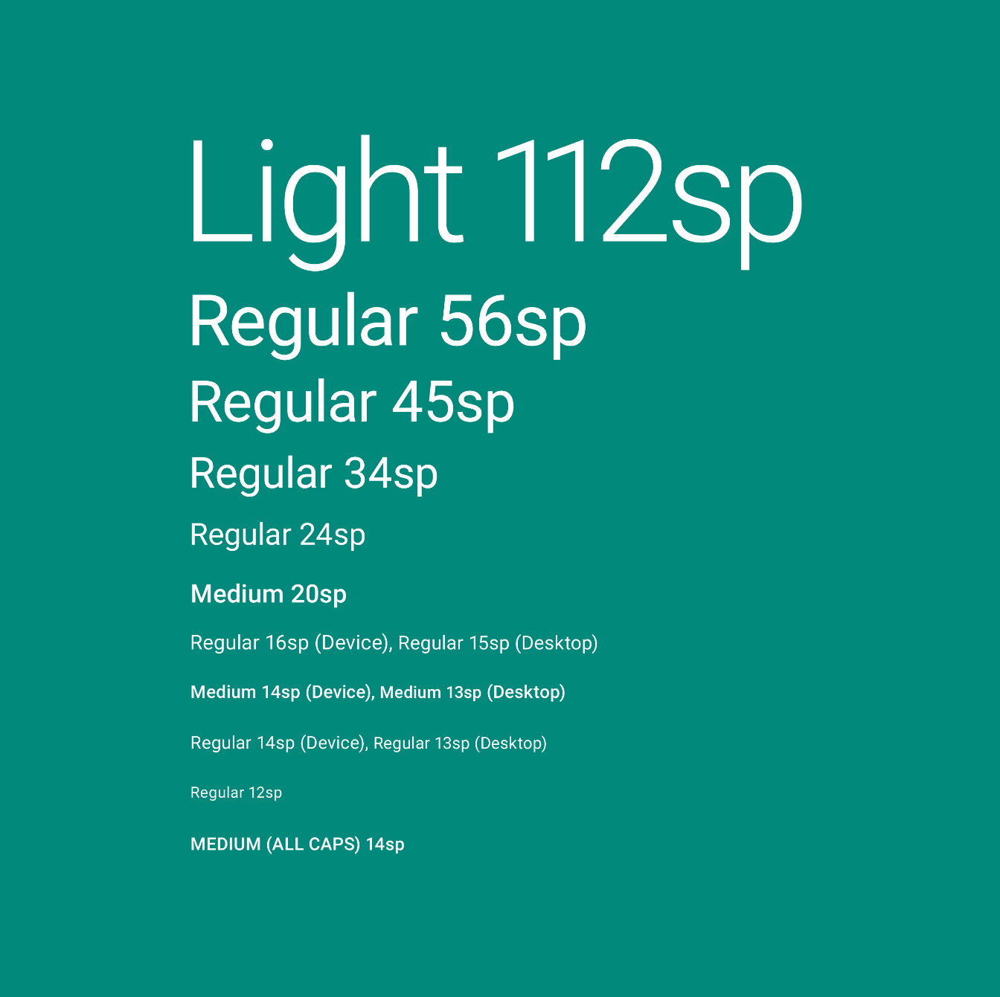 Light 112sp
Regular 56sp
Regular 45sp
Regular 34sp
Regular 24sp
Medium 20sp
Regular 16sp (Device), Regular 15sp (Desktop)
Medium 14sp (Device), Medium 13sp (Desktop)
Regular 14sp (Device), Regular 13sp (Desktop)
Regular 12sp
MEDIUM (ALL CAPS) 14sp